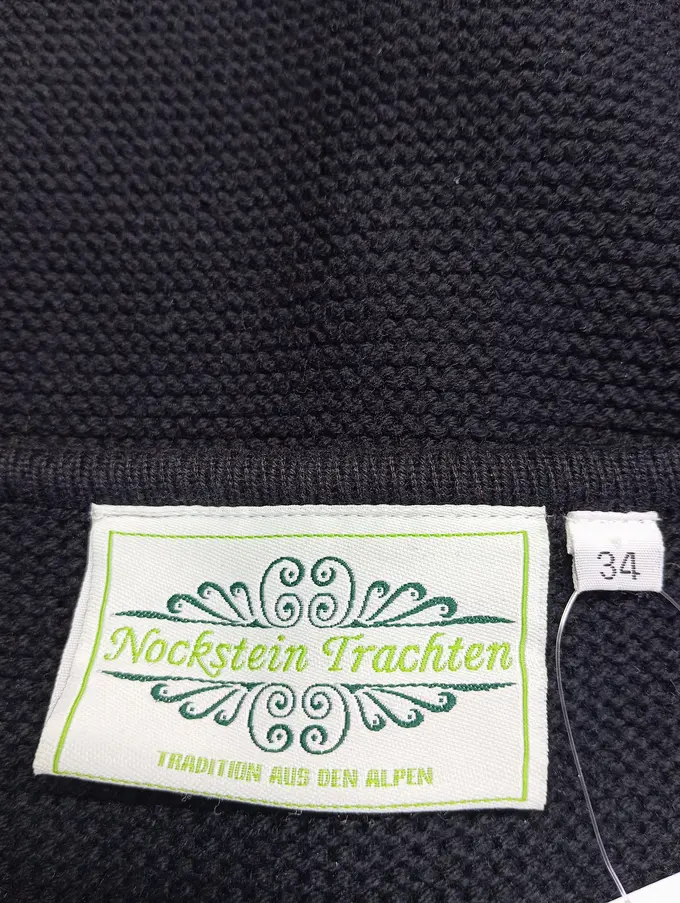 34
Nockstein Trachten
TRADITION AUS DEN ALPEN